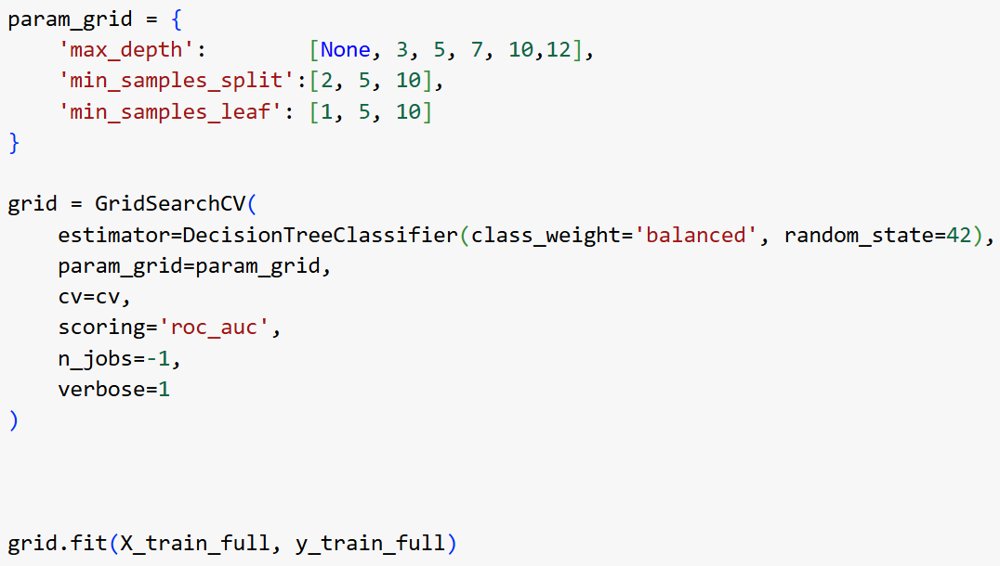 param_grid = {
    'max_depth':        [None, 3, 5, 7, 10,12],
    'min_samples_split':[2, 5, 10],
    'min_samples_leaf': [1, 5, 10]
}
grid = GridSearchCV(
    estimator=DecisionTreeClassifier(class_weight='balanced', random_state=42),
    param_grid=param_grid,
    cv=cv,
    scoring='roc_auc',
    n_jobs=-1,
    verbose=1
)
grid.fit(X_train_full, y_train_full)